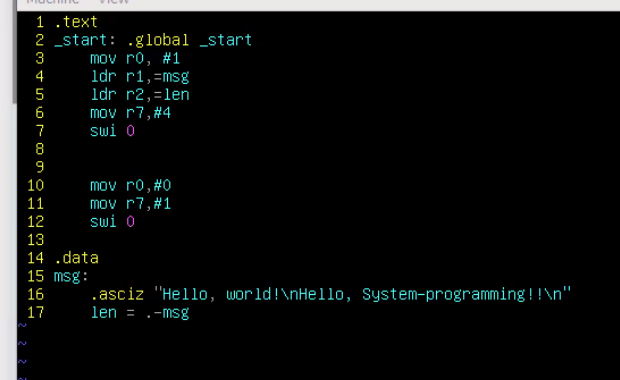 Machine View
1 .text
2 _start: .global _start
3 mov r0, #1
4 ldr r1,=msg
5 ldr r2,=len
6 mov r7,#4
7 swi 0
8
9
10 mov r0,#0
11 mov r7,#1
12 swi 0
13
14 .data
15 msg:
16 .asciz "Hello, world!\nHello, System-programming!!\n"
17 len = .-msg
~
~
~
~